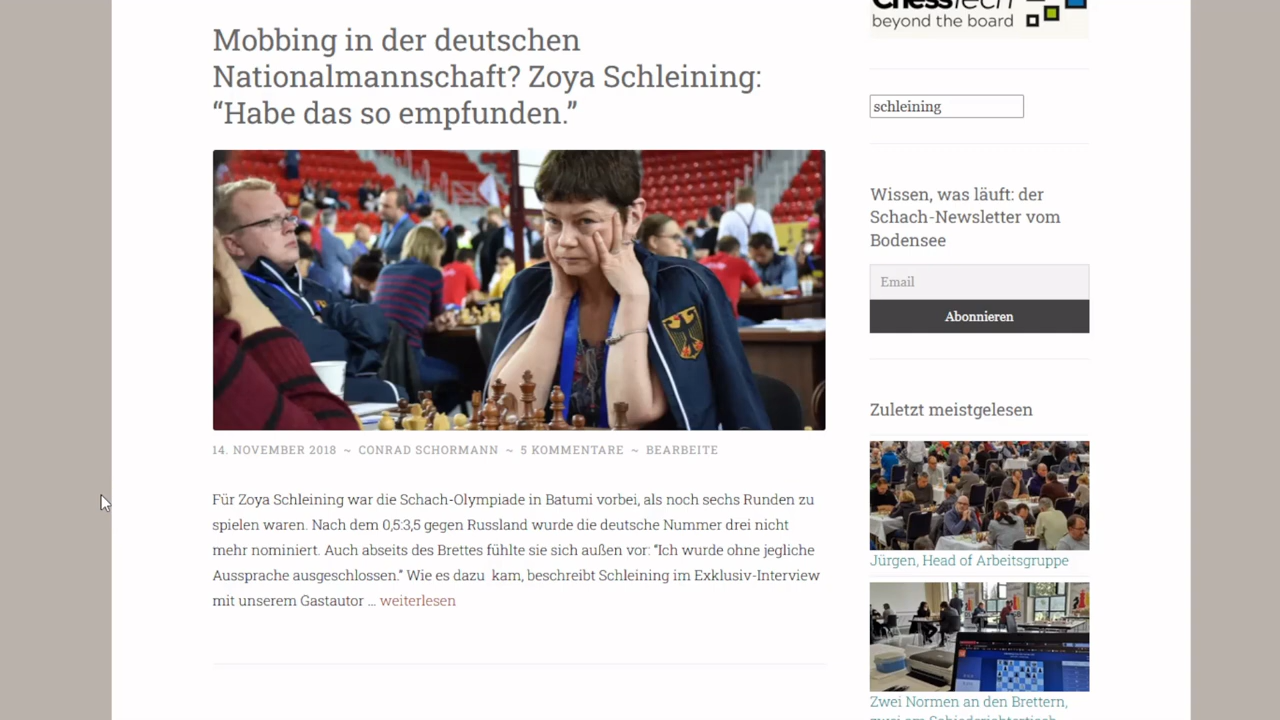 ChessTech
beyond the board
Mobbing in der deutschen
Nationalmannschaft? Zoya Schleining:
“Habe das so empfunden.”
14. NOVEMBER 2018 ~ CONRAD SCHORMANN ~ 5 KOMMENTARE ~ BEARBEITE
Für Zoya Schleining war die Schach-Olympiade in Batumi vorbei, als noch sechs Runden zu
spielen waren. Nach dem 0,5:3,5 gegen Russland wurde die deutsche Nummer drei nicht
mehr nominiert. Auch abseits des Brettes fühlte sie sich außen vor: “Ich wurde ohne jegliche
Aussprache ausgeschlossen.” Wie es dazu kam, beschreibt Schleining im Exklusiv-Interview
mit unserem Gastautor ... weiterlesen
schleining
Wissen, was läuft: der
Schach-Newsletter vom
Bodensee
Email
Abonnieren
Zuletzt meistgelesen
Jürgen, Head of Arbeitsgruppe
Zwei Normen an den Brettern,
zwei am Schiedsrichtertisch